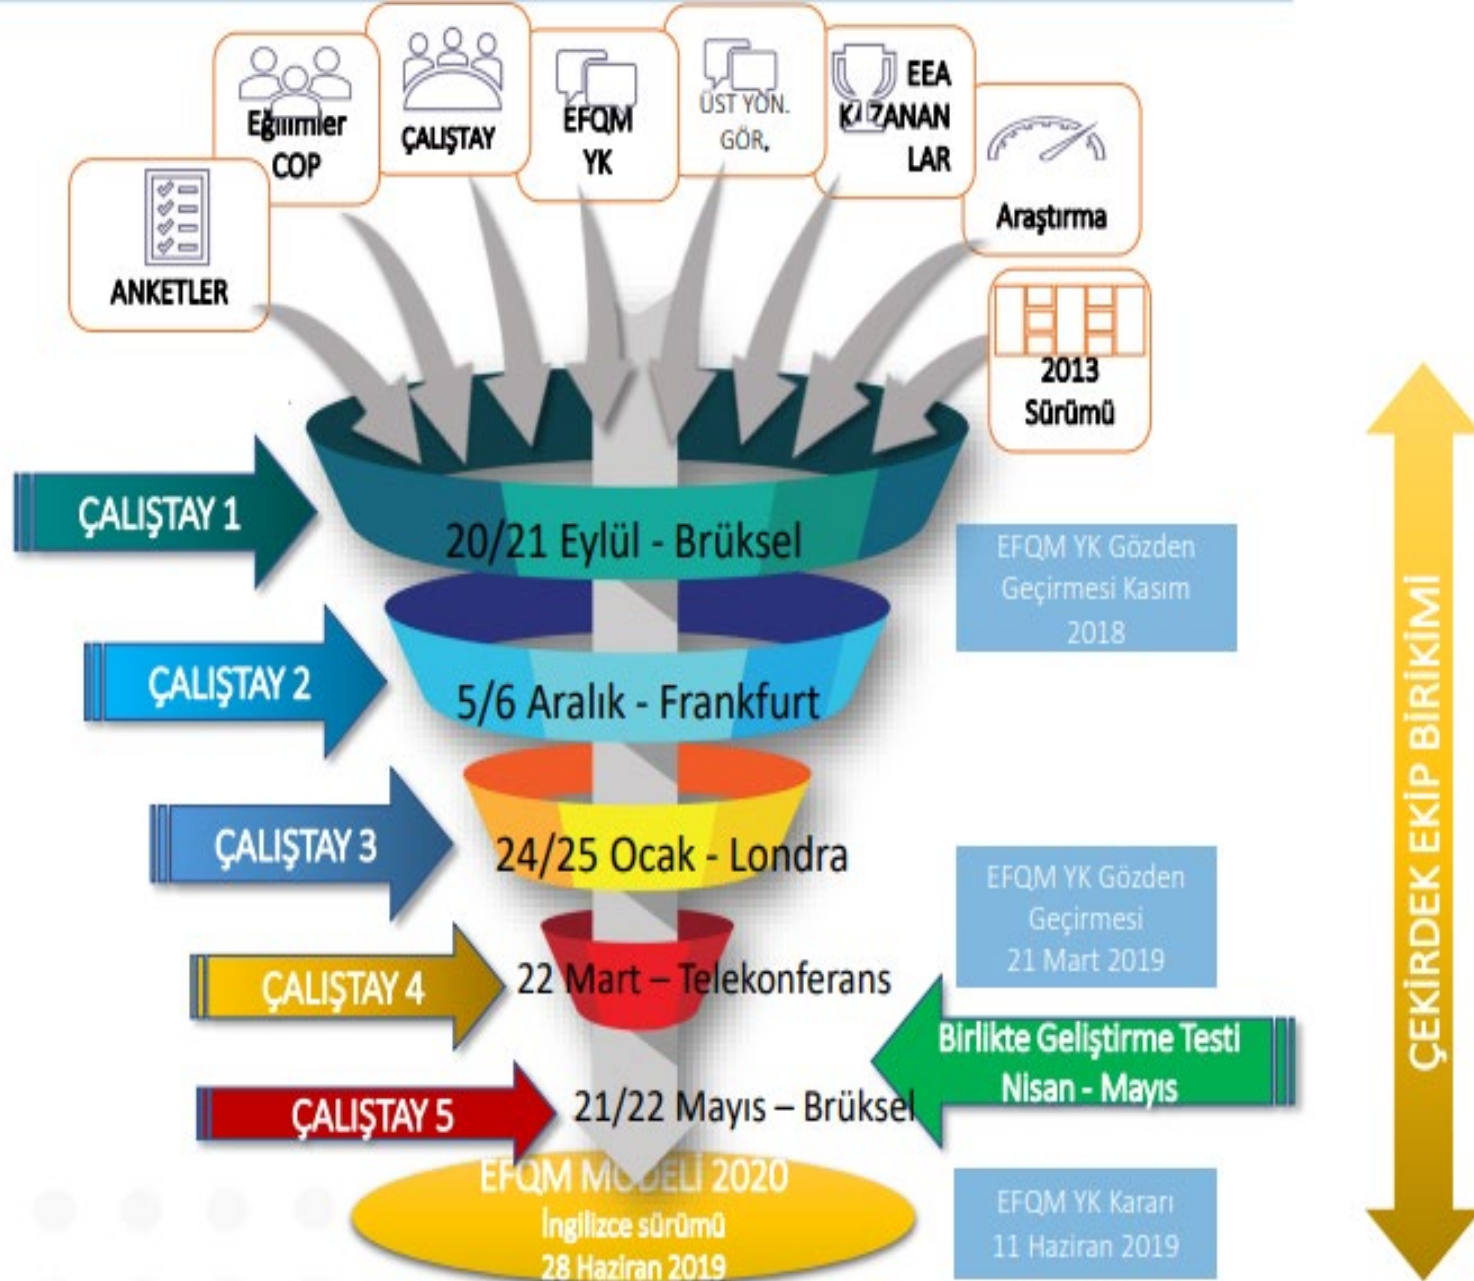 Eğilimler
COP
ÇALIŞTAY
EFQM
YK
ÜST YÖN.
GÖR.
EEA
KAZANAN
LAR
Araştırma
ANKETLER
2013
Sürümü
ÇALIŞTAY 1
20/21 Eylül - Brüksel
EFQM YK Gözden
Geçirmesi Kasım
2018
ÇALIŞTAY 2
5/6 Aralık - Frankfurt
ÇALIŞTAY 3
24/25 Ocak - Londra
EFQM YK Gözden
Geçirmesi
21 Mart 2019
ÇALIŞTAY 4
22 Mart – Telekonferans
Birlikte Geliştirme Testi
Nisan - Mayıs
ÇALIŞTAY 5
21/22 Mayıs – Brüksel
EFQM MODELİ 2020
İngilizce sürümü
28 Haziran 2019
EFQM YK Kararı
11 Haziran 2019
ÇEKİRDEK EKİP BİRİKİMİ